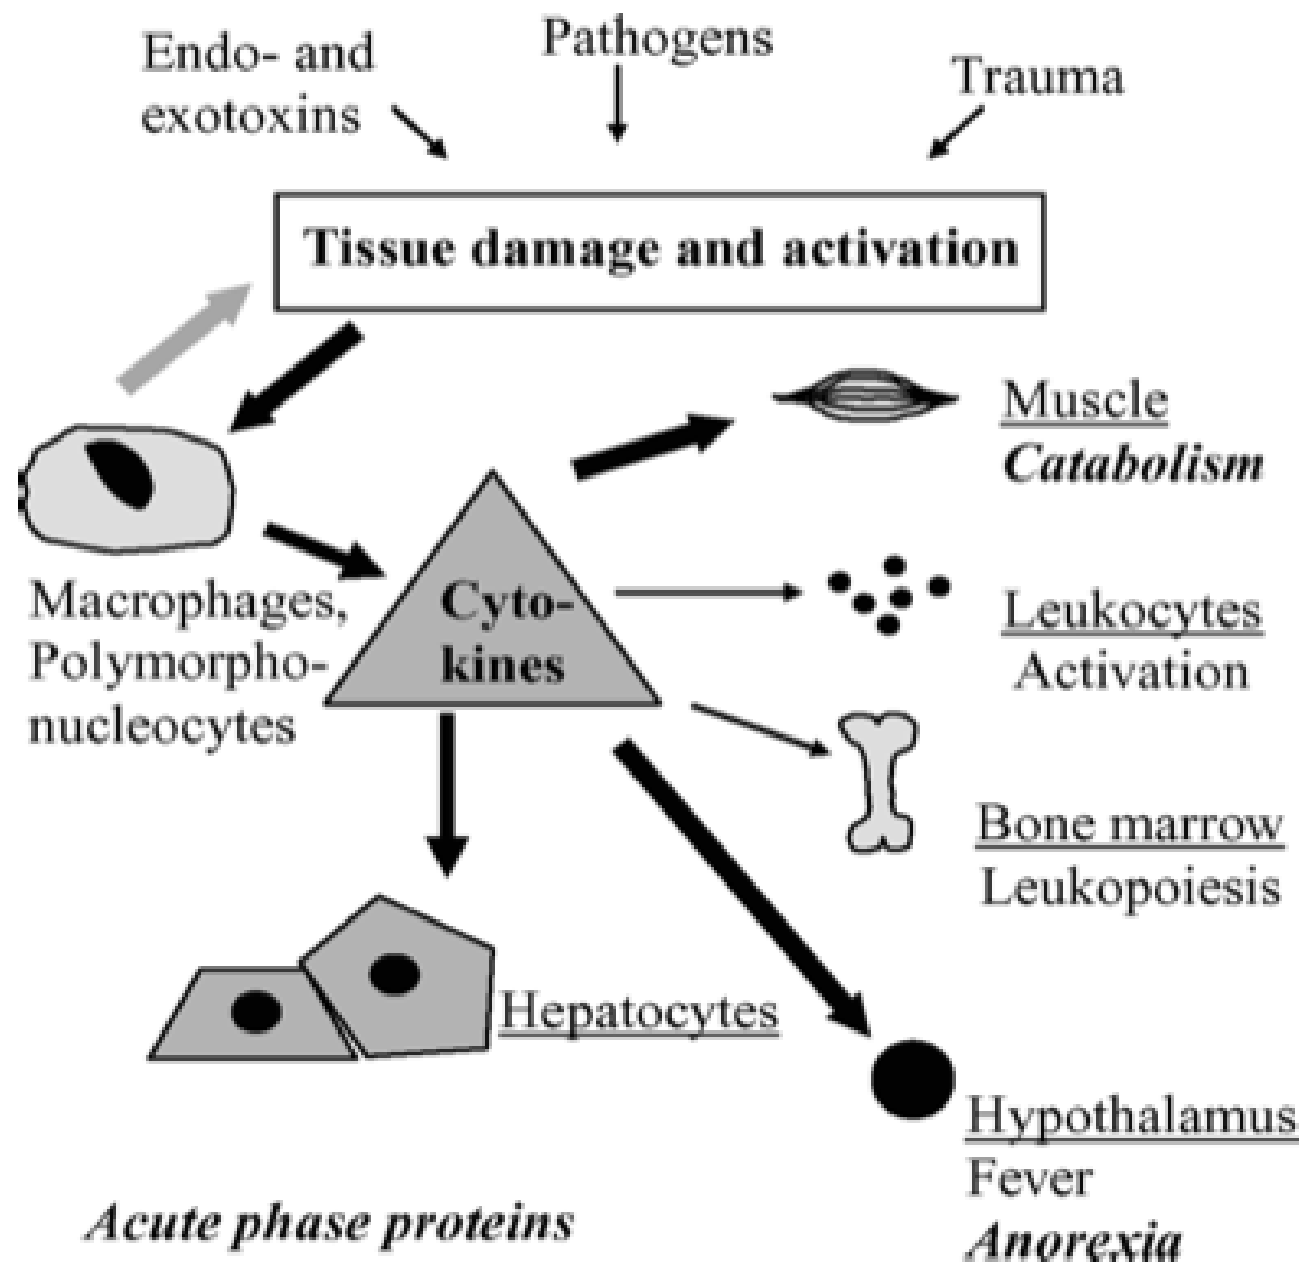 Endo- and
exotoxins
Pathogens
Trauma
Tissue damage and activation
Muscle
Catabolism
Macrophages,
Polymorpho-
nucleocytes
Cyto-
kines
Leukocytes
Activation
Bone marrow
Leukopoiesis
Hepatocytes
Hypothalamus
Fever
Anorexia
Acute phase proteins